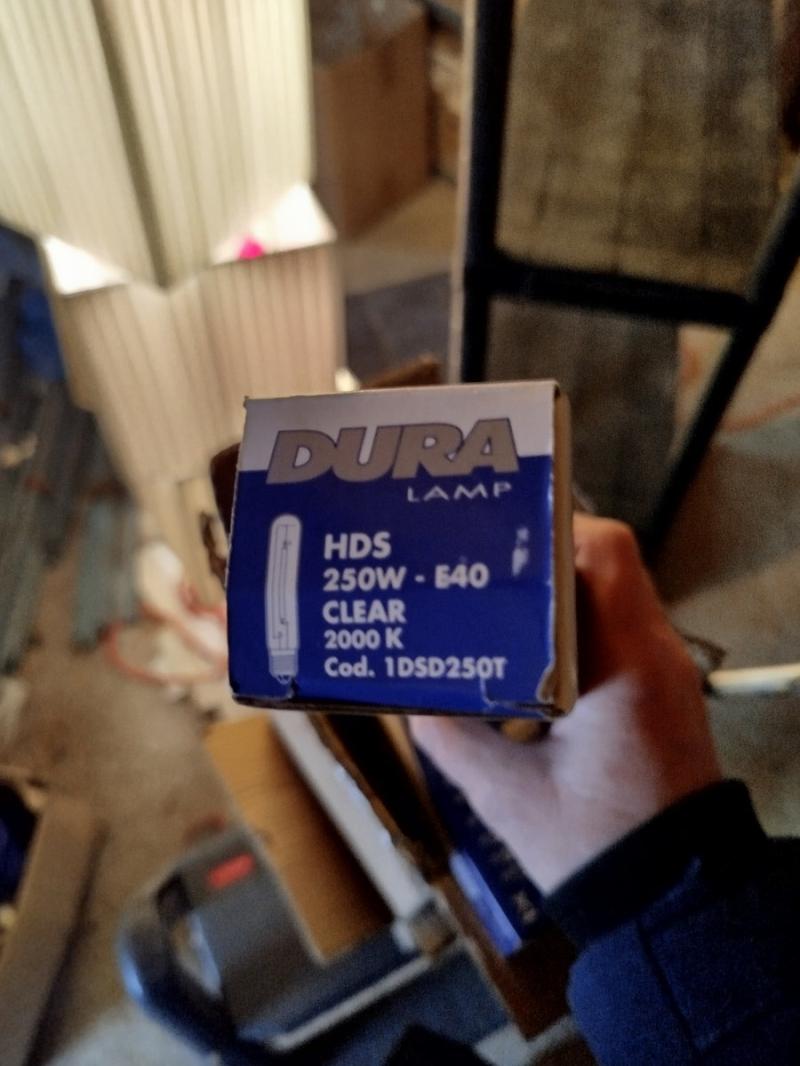 DURA
LAMP
HDS
250W - E40
CLEAR
2000 K
Cod. 1DSD250T